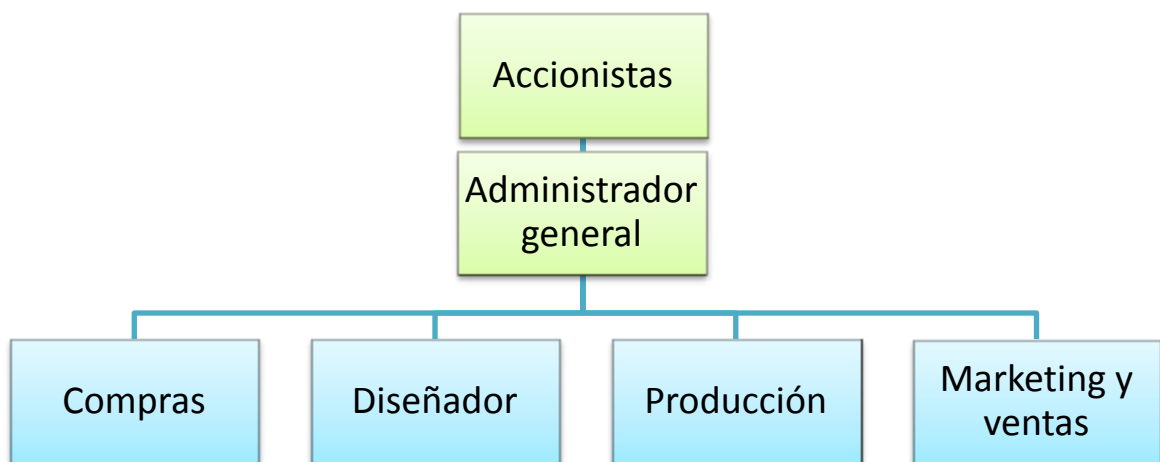 Accionistas
Administrador
general
Compras
Diseñador
Producción
Marketing y
ventas